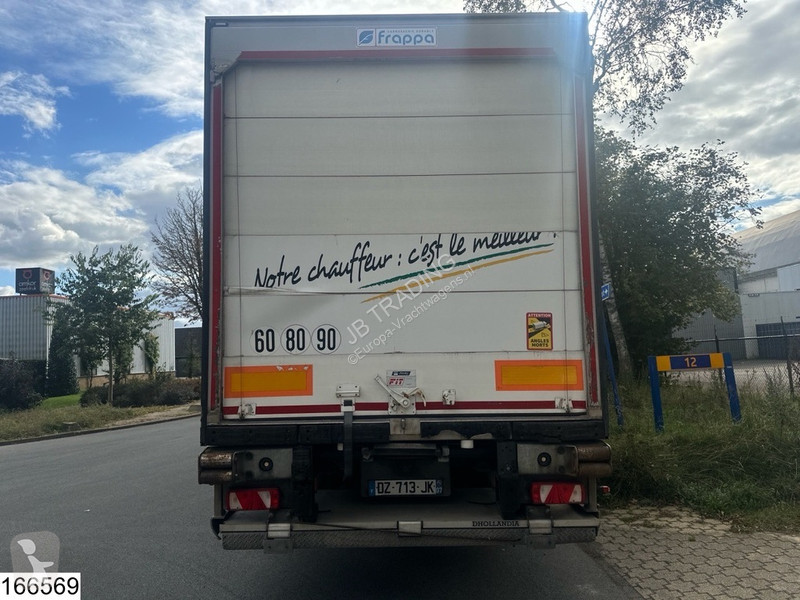 Frappa
Notre chauffeur : c'est le meilleur !
JB TRADING
©Europa-Vrachtwagens.nl
60 80 90
ATTENTION
ANGLES MORTS
FIT
12
DZ-713-JK
DHOLLANDIA
166569